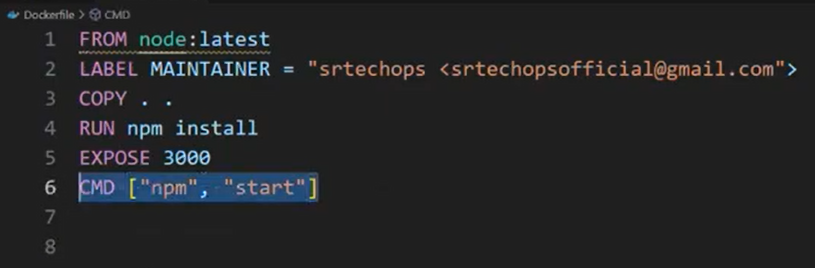 Dockerfile > CMD
1 FROM node:latest
2 LABEL MAINTAINER = "srtechops <srtechopsofficial@gmail.com">
3 COPY . .
4 RUN npm install
5 EXPOSE 3000
6 CMD ["npm", "start"]
7
8